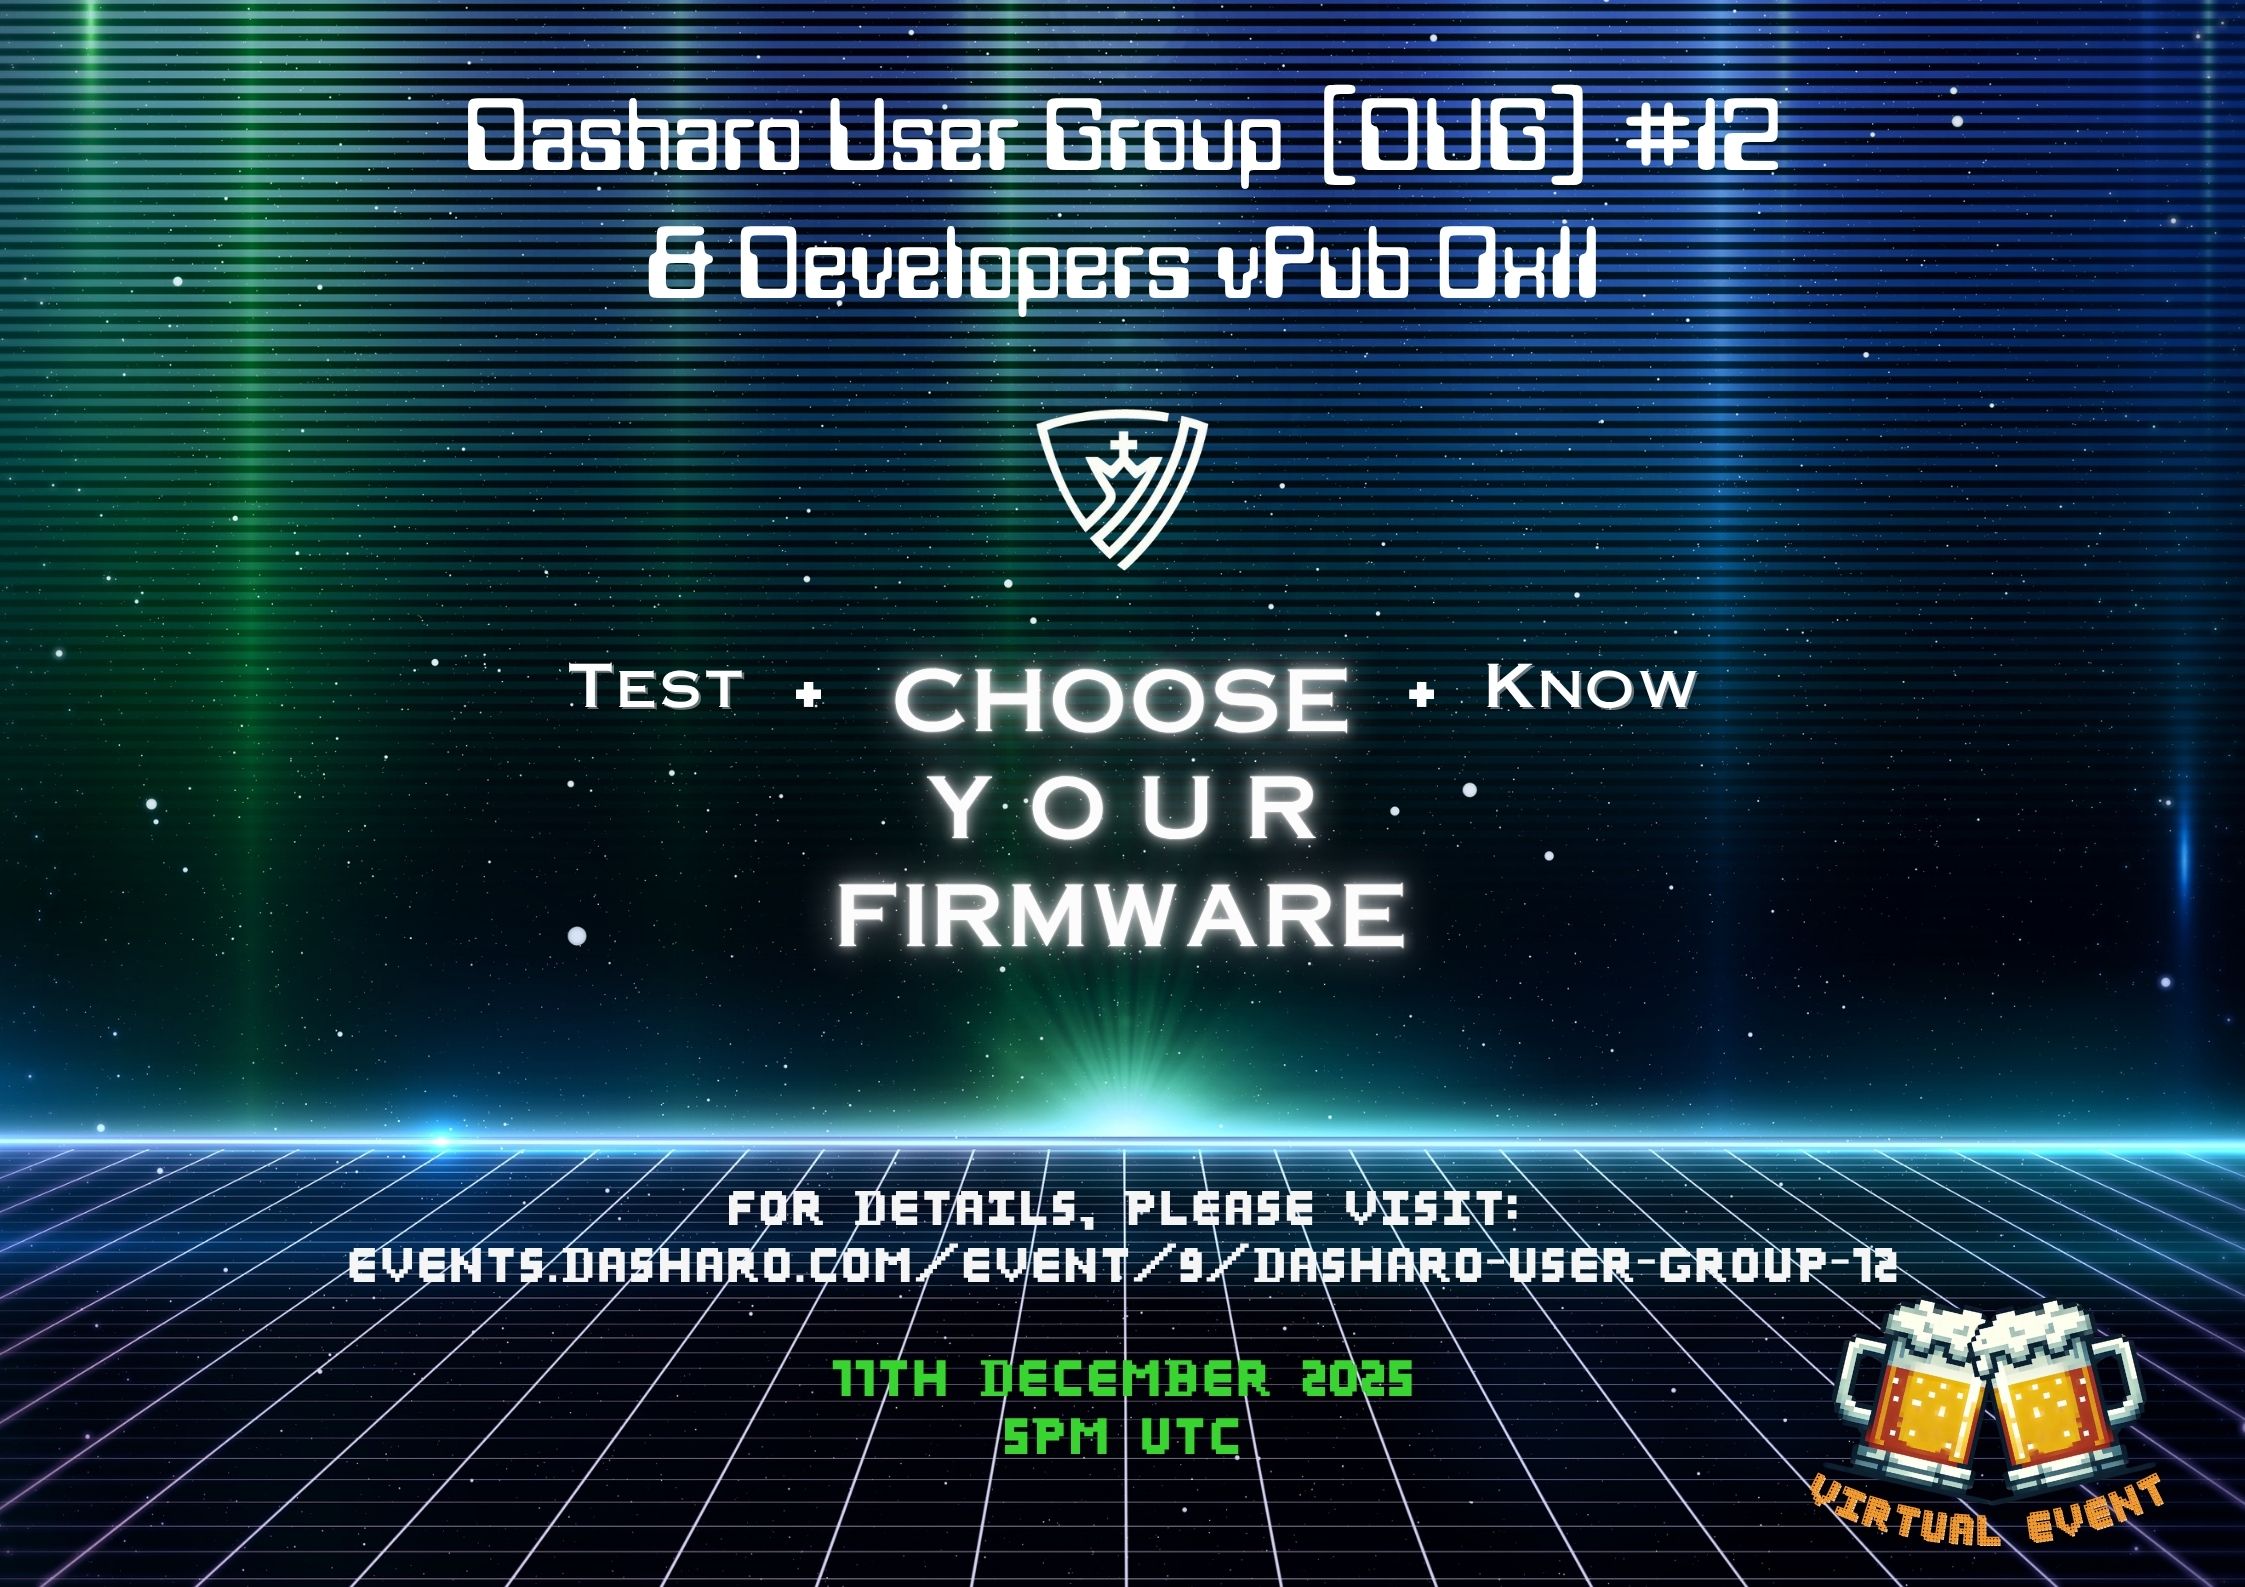 Dasharo User Group (DUG) #12
& Developers vPub 0x11
Test + CHOOSE + Know
YOUR
FIRMWARE
FOR DETAILS, PLEASE VISIT:
EVENTS.DASHARO.COM/EVENT/9/DASHARO-USER-GROUP-12
11TH DECEMBER 2025
5PM UTC
VIRTUAL EVENT